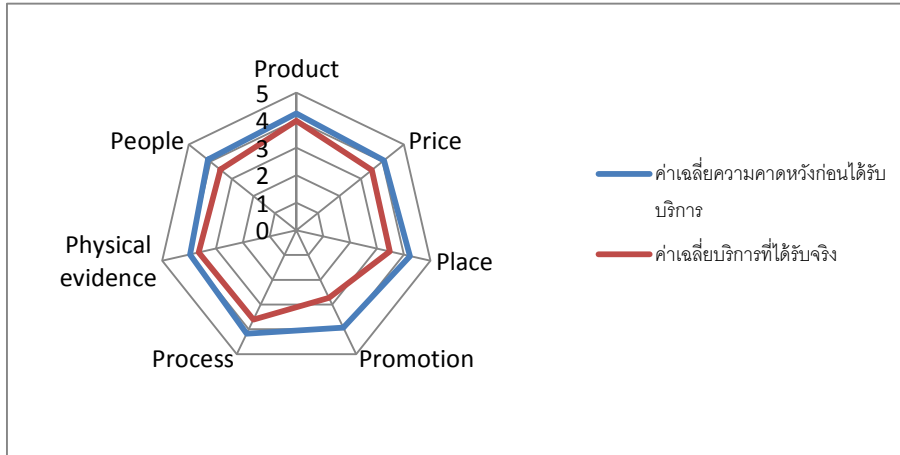 Product
5
4
3
2
1
0
Price
Place
Promotion
Process
Physical
evidence
People
ค่าเฉลี่ยความคาดหวังก่อนได้รับ
บริการ
ค่าเฉลี่ยบริการที่ได้รับจริง